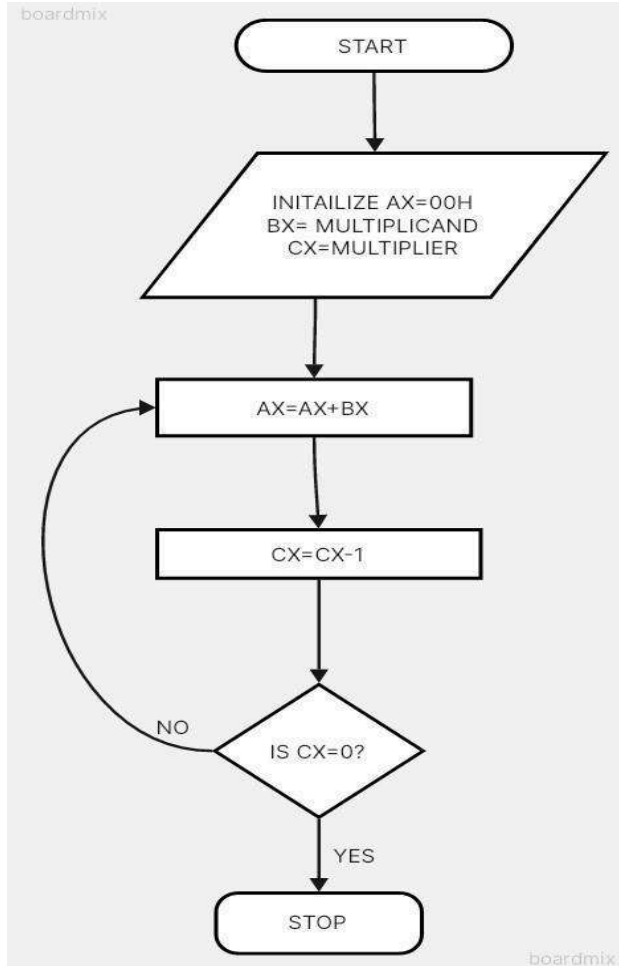 boardmix
START
INITAILIZE AX=00H
BX= MULTIPLICAND
CX=MULTIPLIER
AX=AX+BX
CX=CX-1
NO
IS CX=0?
YES
STOP
boardmix